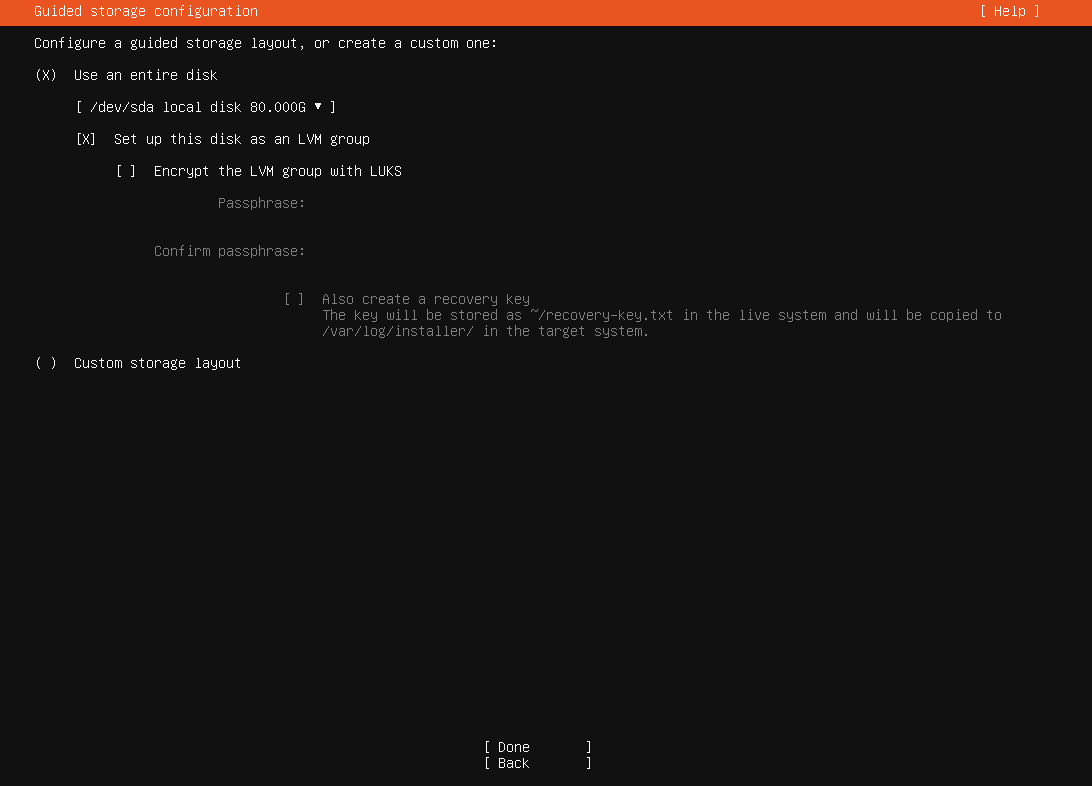 Guided storage configuration [ Help ]
Configure a guided storage layout, or create a custom one:
(X) Use an entire disk
[ /dev/sda local disk 80.000G ▾ ]
[X] Set up this disk as an LVM group
[ ] Encrypt the LVM group with LUKS
Passphrase:
Confirm passphrase:
[ ] Also create a recovery key
The key will be stored as ~/recovery-key.txt in the live system and will be copied to
/var/log/installer/ in the target system.
( ) Custom storage layout
[ Done ]
[ Back ]